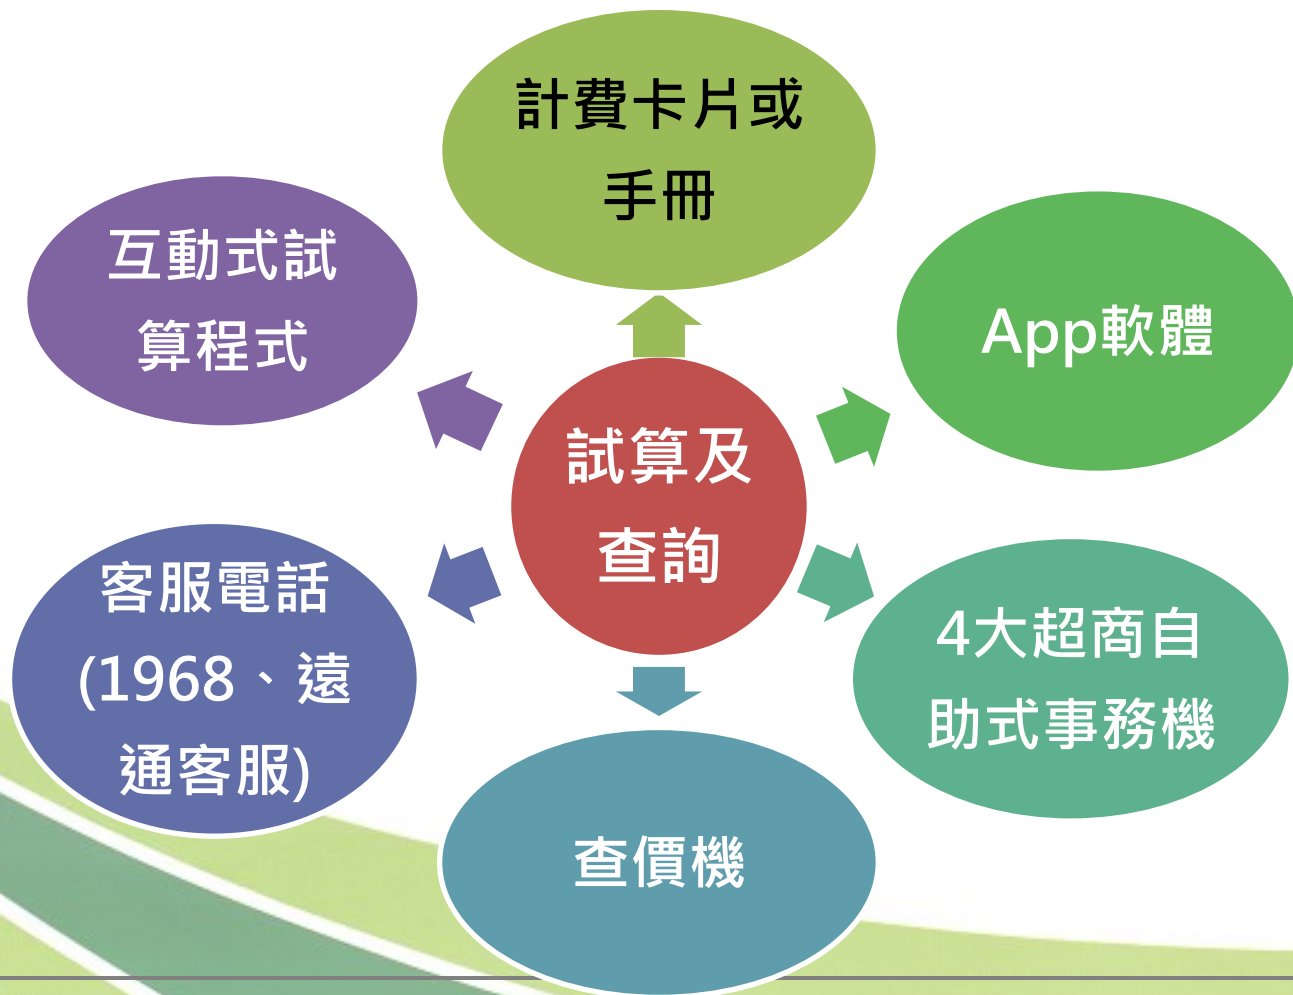 計費卡片或
手冊
互動式試
算程式
App軟體
試算及
查詢
客服電話
(1968、遠
通客服)
4大超商自
助式事務機
查價機